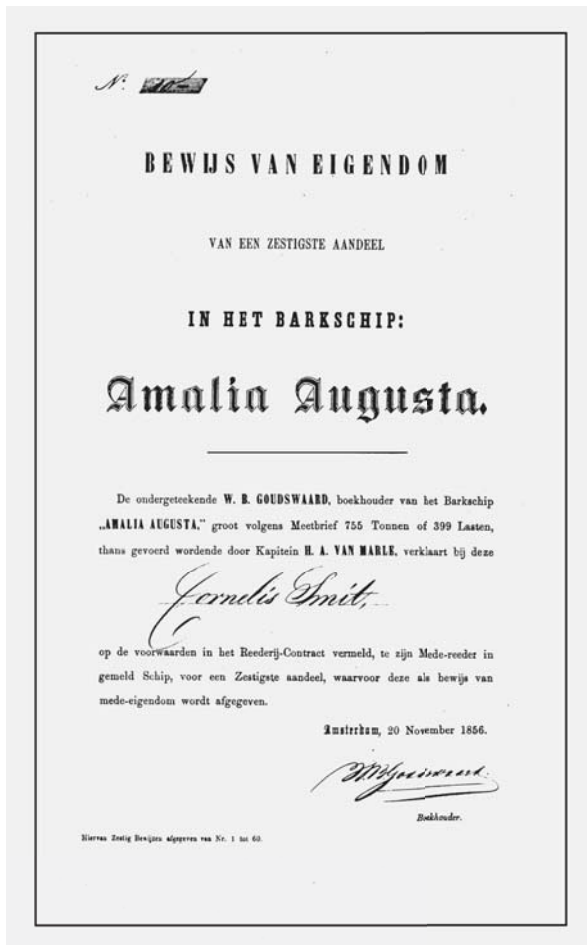 Nº. 10
BEWIJS VAN EIGENDOM
VAN EEN ZESTIGSTE AANDEEL
IN HET BARKSCHIP:
Amalia Augusta.
De ondergeteekende W. B. GOUDSWAARD, boekhouder van het Barkschip
„AMALIA AUGUSTA,” groot volgens Meetbrief 755 Tonnen of 399 Lasten,
thans gevoerd wordende door Kapitein H. A. VAN MARLE, verklaart bij deze
Cornelis Smit,
op de voorwaarden in het Reederij-Contract vermeld, te zijn Mede-reeder in
gemeld Schip, voor een Zestigste aandeel, waarvoor deze als bewijs van
mede-eigendom wordt afgegeven.
Amsterdam, 20 November 1856.
WBGoudswaard.
Boekhouder.
Hiervan Zestig Bewijzen afgegeven van Nr. 1 tot 60.